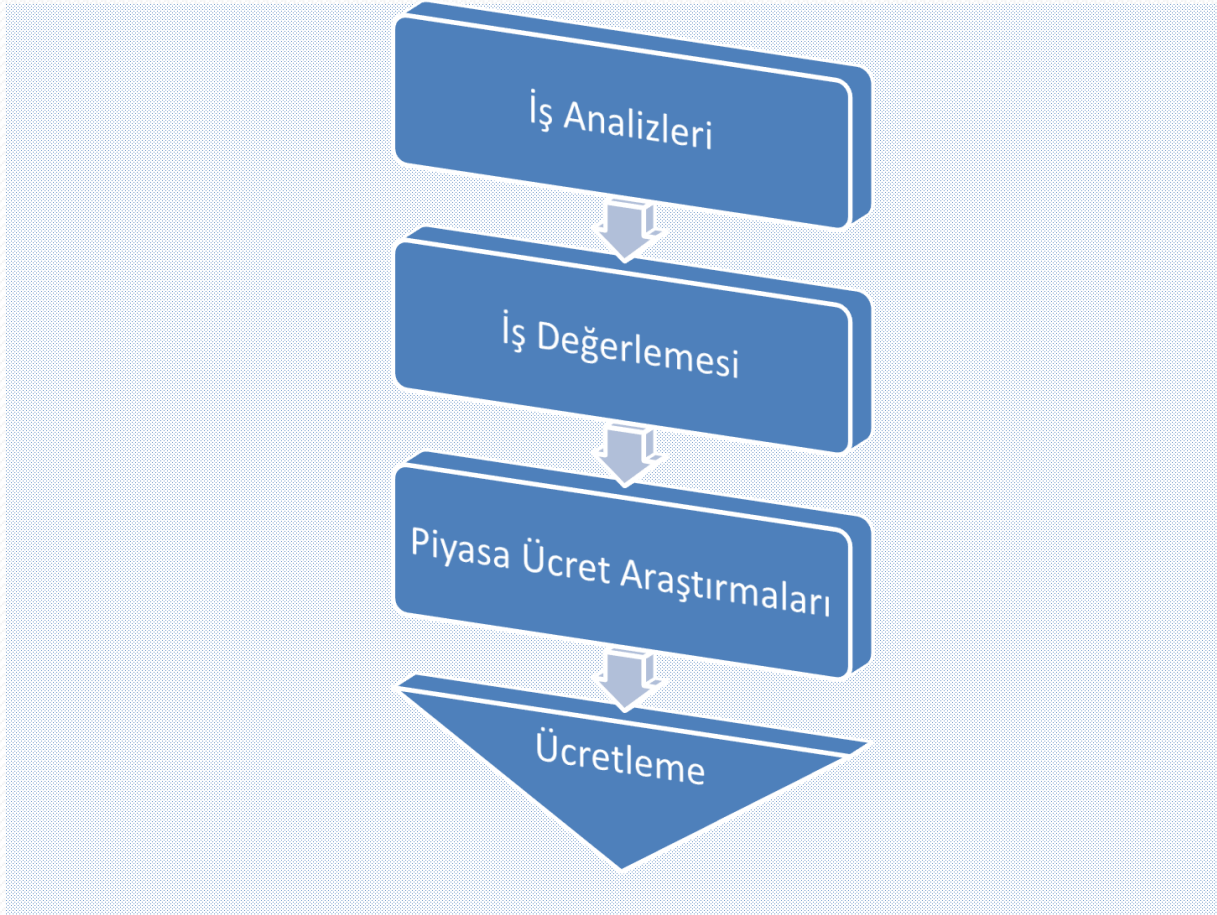 İş Analizleri
İş Değerlemesi
Piyasa Ücret Araştırmaları
Ücretleme